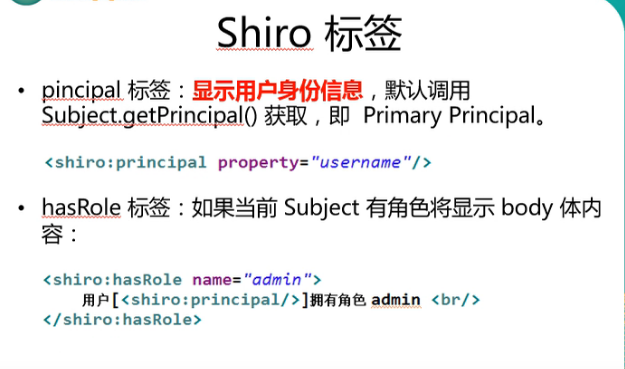 Shiro 标签
• pincipal 标签：显示用户身份信息，默认调用
Subject.getPrincipal() 获取，即 Primary Principal。
<shiro:principal property="username"/>
• hasRole 标签：如果当前 Subject 有角色将显示 body 体内
容：
<shiro:hasRole name="admin">
用户[<shiro:principal/>]拥有角色 admin <br/>
</shiro:hasRole>